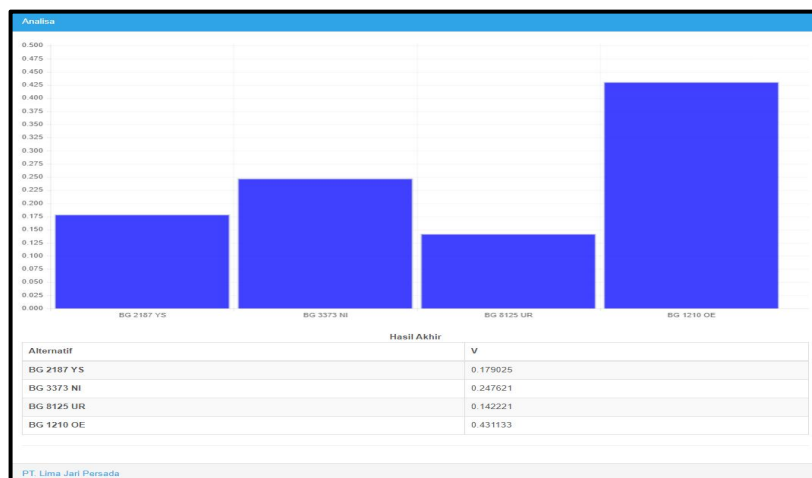 Analisa
0.500
0.475
0.450
0.425
0.400
0.375
0.350
0.325
0.300
0.275
0.250
0.225
0.200
0.175
0.150
0.125
0.100
0.075
0.050
0.025
0.000
BG 2187 YS BG 3373 NI BG 8125 UR BG 1210 OE
Hasil Akhir
Alternatif V
BG 2187 YS 0.179025
BG 3373 NI 0.247621
BG 8125 UR 0.142221
BG 1210 OE 0.431133
PT. Lima Jari Persada